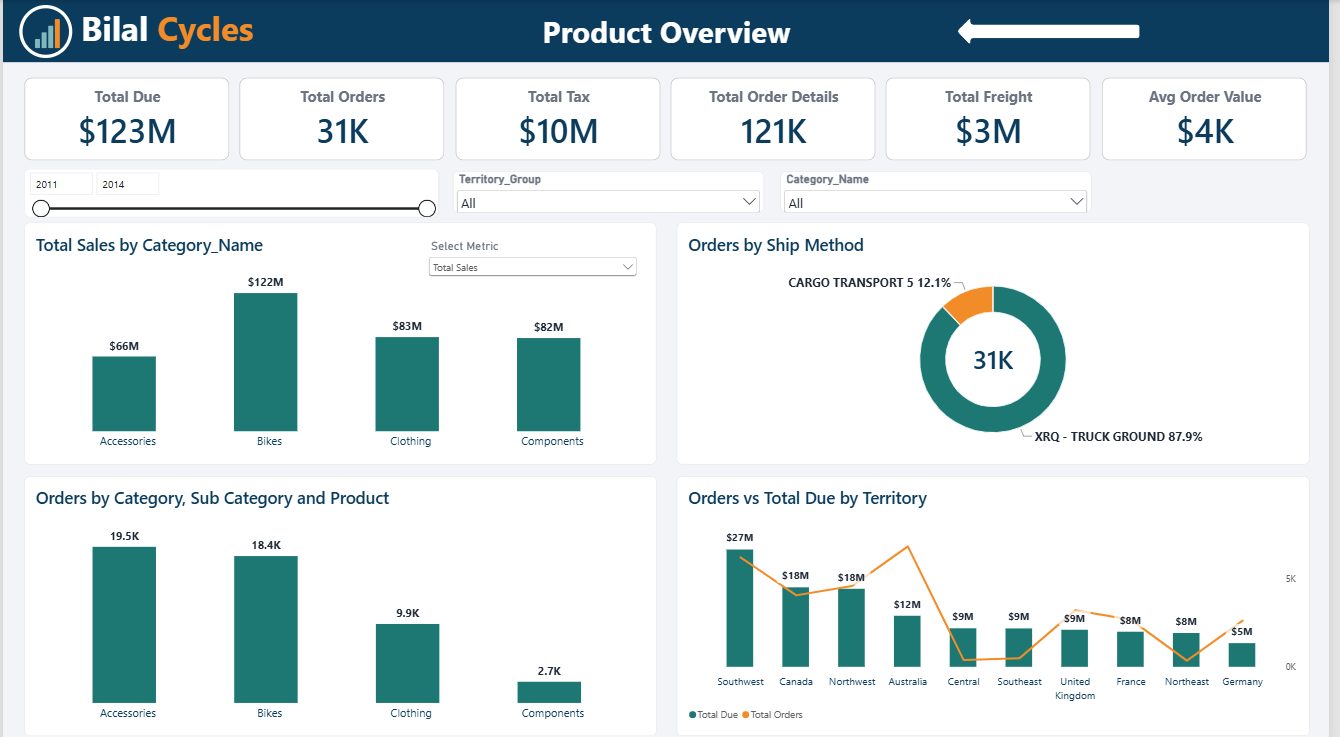 Bilal Cycles
Product Overview
Total Due
$123M
Total Orders
31K
Total Tax
$10M
Total Order Details
121K
Total Freight
$3M
Avg Order Value
$4K
2011
2014
Territory_Group
All
Category_Name
All
Total Sales by Category_Name
Select Metric
Total Sales
$66M
$122M
$83M
$82M
Accessories
Bikes
Clothing
Components
Orders by Ship Method
CARGO TRANSPORT 5 12.1%
31K
XRQ - TRUCK GROUND 87.9%
Orders by Category, Sub Category and Product
19.5K
18.4K
9.9K
2.7K
Accessories
Bikes
Clothing
Components
Orders vs Total Due by Territory
$27M
$18M
$18M
$12M
$9M
$9M
$9M
$8M
$8M
$5M
5K
0K
Southwest
Canada
Northwest
Australia
Central
Southeast
United
Kingdom
France
Northeast
Germany
Total Due
Total Orders